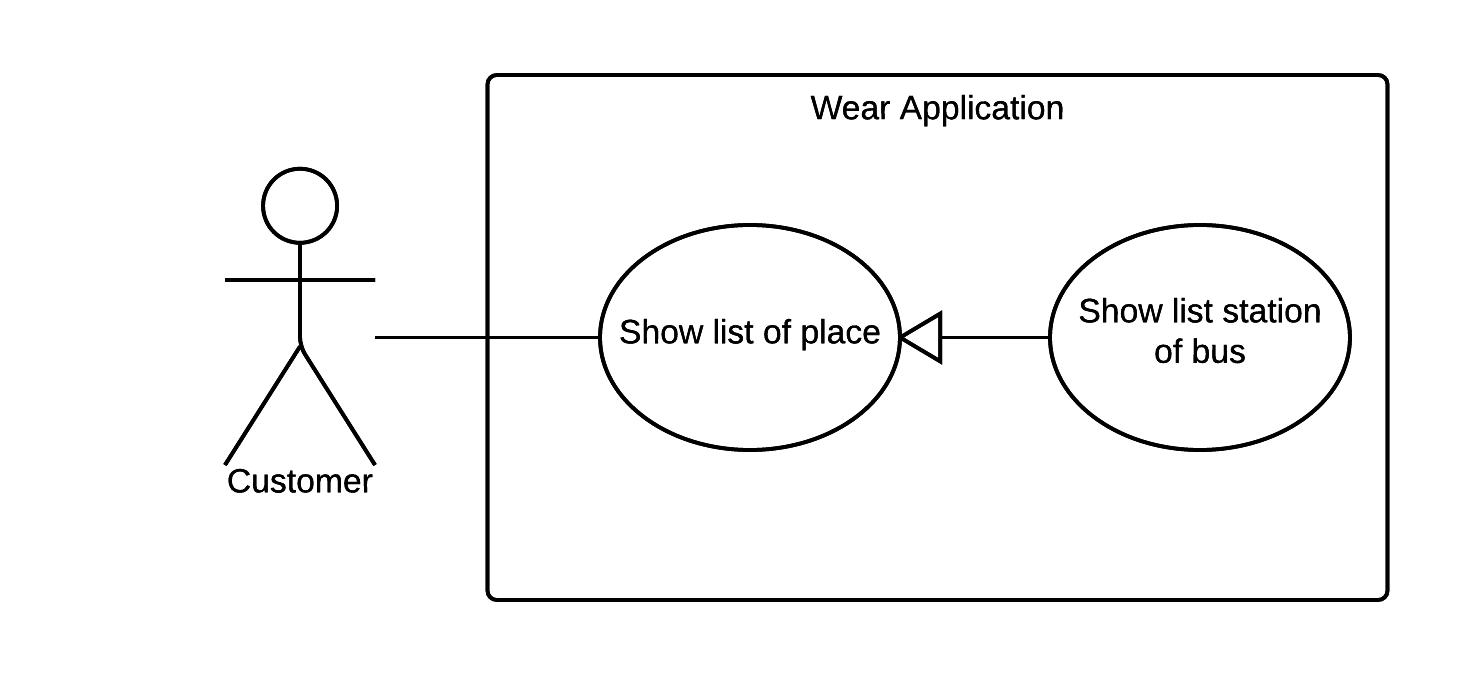 Wear Application
Show list of place
Show list station
of bus
Customer